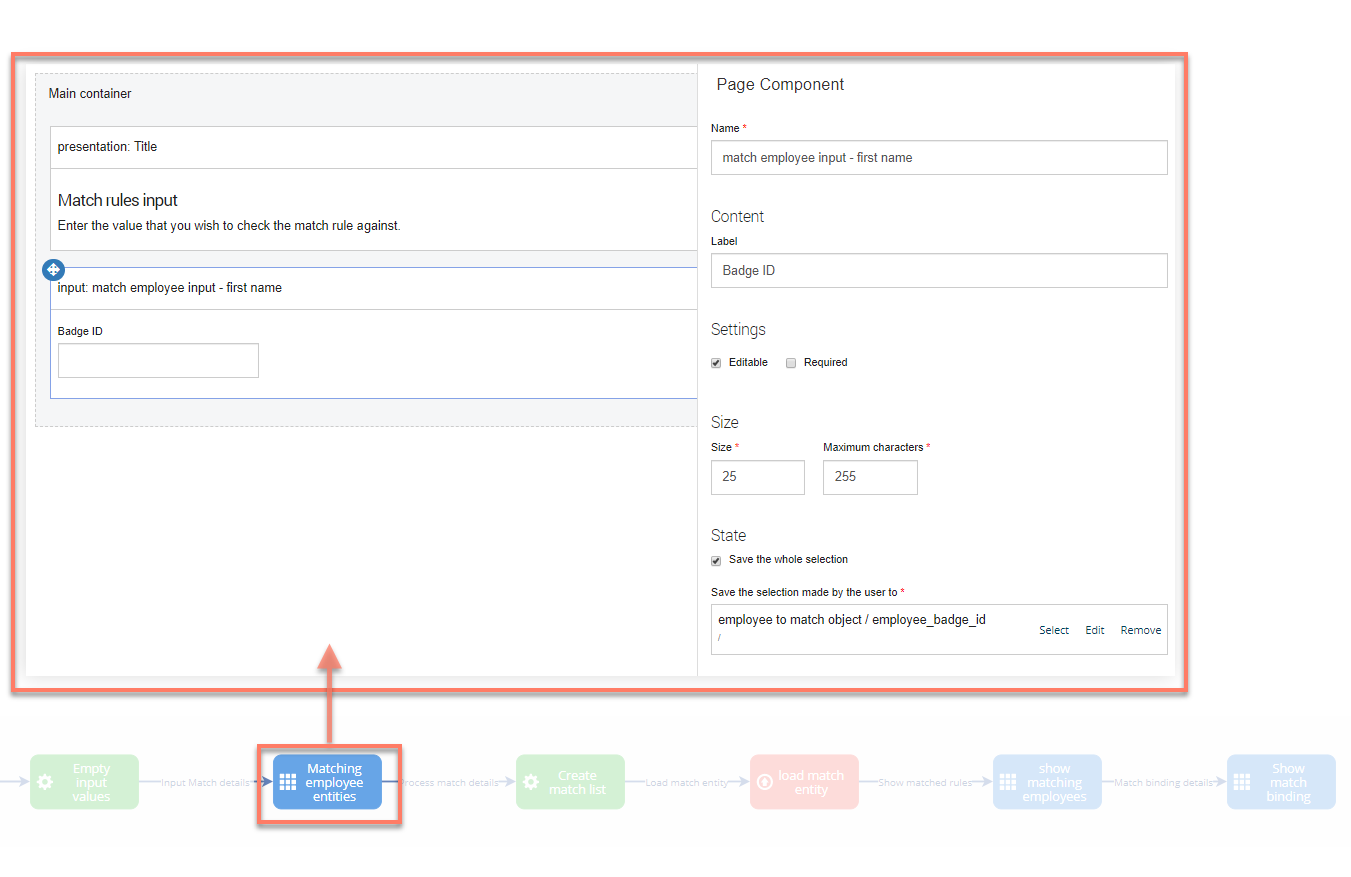 Main container
presentation: Title
Match rules input
Enter the value that you wish to check the match rule against.
input: match employee input - first name
Badge ID
Page Component
Name *
match employee input - first name
Content
Label
Badge ID
Settings
Editable Required
Size
Size * Maximum characters *
25 255
State
Save the whole selection
Save the selection made by the user to *
employee to match object / employee_badge_id
/
Select Edit Remove
Empty
input
values
Input Match details
Matching
employee
entities
Process match details
Create
match list
Load match entity
load match
entity
Show matched rules
show
matching
employees
Match binding details
Show
match
binding